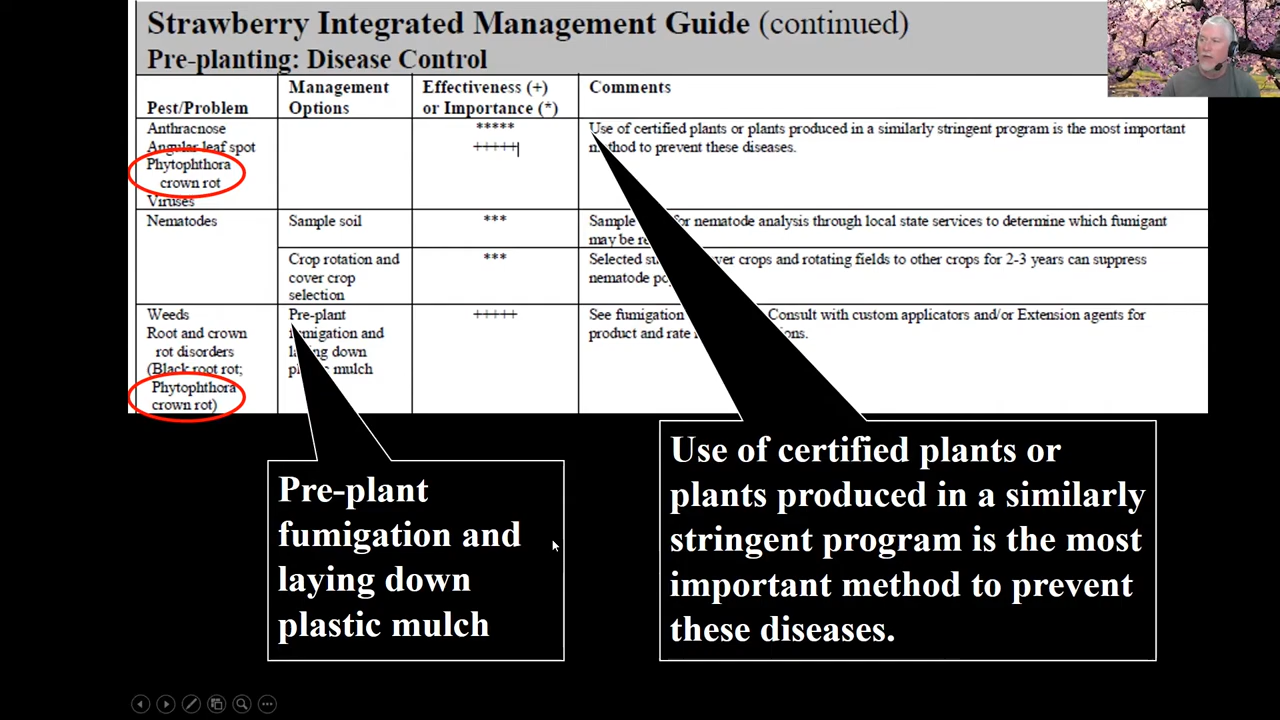 Strawberry Integrated Management Guide (continued)
Pre-planting: Disease Control
Pest/Problem
Management
Options
Effectiveness (+)
or Importance (*)
Comments
Anthracnose
Angular leaf spot
Phytophthora
crown rot
Viruses
*****
+++++
Use of certified plants or plants produced in a similarly stringent program is the most important
method to prevent these diseases.
Nematodes
Sample soil
***
Sample for nematode analysis through local state services to determine which fumigant
may be
Crop rotation and
cover crop
selection
***
Selected cover crops and rotating fields to other crops for 2-3 years can suppress
nematode
Weeds
Root and crown
rot disorders
(Black root rot;
Phytophthora
crown rot)
Pre-plant
fumigation and
laying down
plastic mulch
+++++
See fumigation Consult with custom applicators and/or Extension agents for
product and rate
Pre-plant
fumigation and
laying down
plastic mulch
Use of certified plants or
plants produced in a similarly
stringent program is the most
important method to prevent
these diseases.